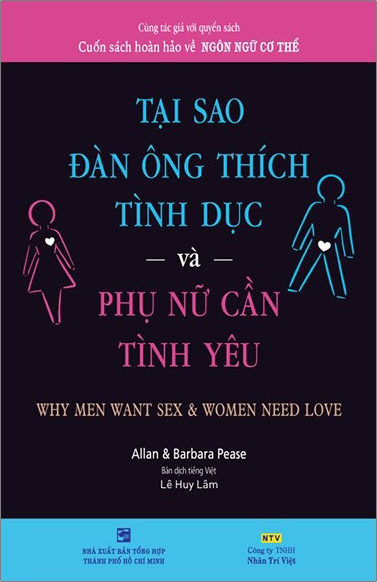 Cùng tác giả với quyển sách
Cuốn sách hoàn hảo về NGÔN NGỮ CƠ THỂ
TẠI SAO
ĐÀN ÔNG THÍCH
TÌNH DỤC
– và –
PHỤ NỮ CẦN
TÌNH YÊU
WHY MEN WANT SEX & WOMEN NEED LOVE
Allan & Barbara Pease
Bản dịch tiếng Việt
Lê Huy Lâm
NHÀ XUẤT BẢN TỔNG HỢP
THÀNH PHỐ HỒ CHÍ MINH
NTV
Công ty TNHH
Nhân Trí Việt